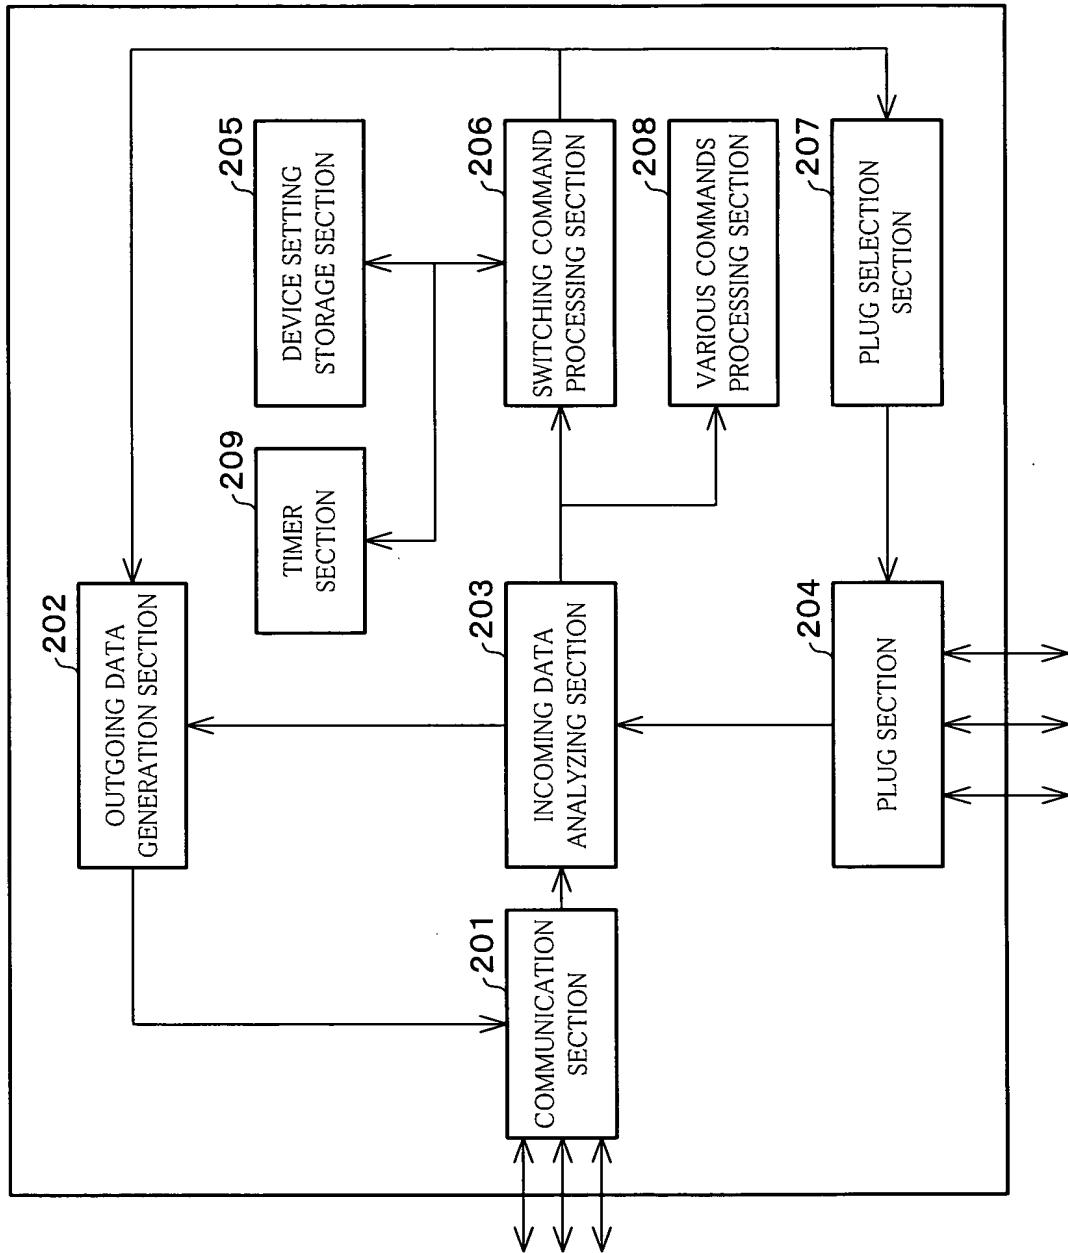 202
OUTGOING DATA
GENERATION SECTION
209
TIMER
SECTION
205
DEVICE SETTING
STORAGE SECTION
201
COMMUNICATION
SECTION
203
INCOMING DATA
ANALYZING SECTION
206
SWITCHING COMMAND
PROCESSING SECTION
208
VARIOUS COMMANDS
PROCESSING SECTION
204
PLUG SECTION
207
PLUG SELECTION
SECTION